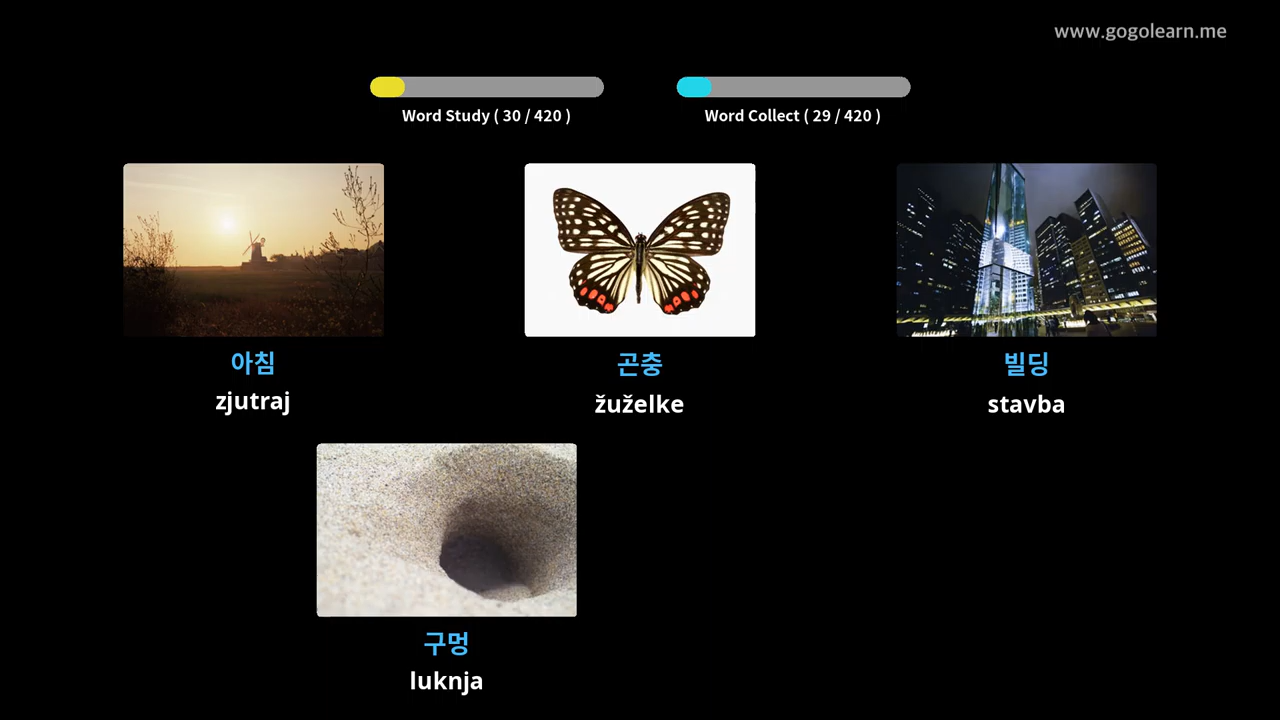 www.gogolearn.me
Word Study ( 30 / 420 )
Word Collect ( 29 / 420 )
아침
zjutraj
곤충
žuželke
빌딩
stavba
구멍
luknja